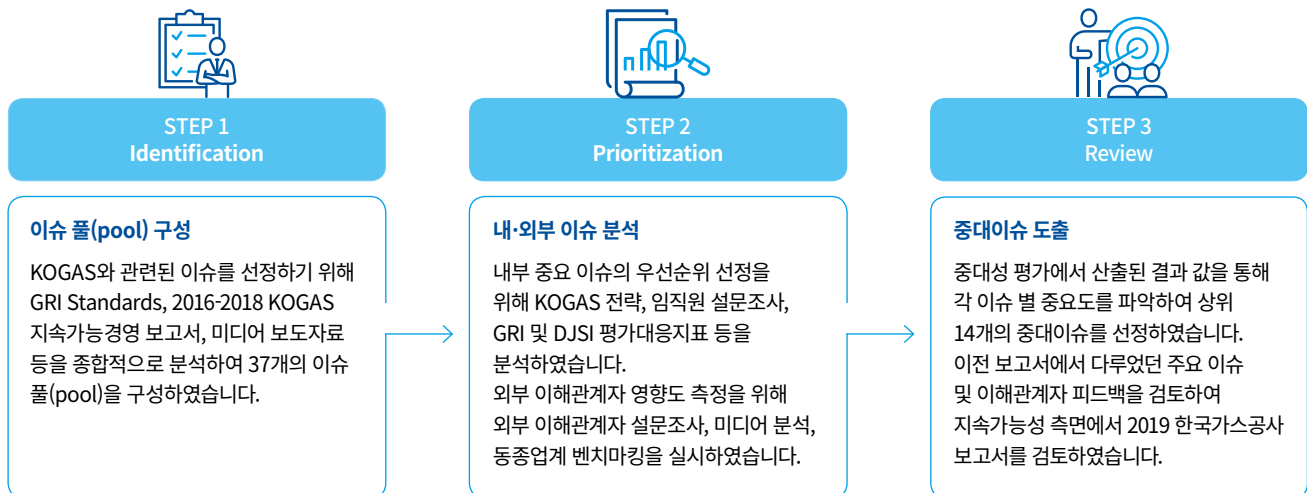 STEP 1
Identification
이슈 풀(pool) 구성
KOGAS와 관련된 이슈를 선정하기 위해
GRI Standards, 2016-2018 KOGAS
지속가능경영 보고서, 미디어 보도자료
등을 종합적으로 분석하여 37개의 이슈
풀(pool)을 구성하였습니다.
STEP 2
Prioritization
내·외부 이슈 분석
내부 중요 이슈의 우선순위 선정을
위해 KOGAS 전략, 임직원 설문조사,
GRI 및 DJSI 평가대응지표 등을
분석하였습니다.
외부 이해관계자 영향도 측정을 위해
외부 이해관계자 설문조사, 미디어 분석,
동종업계 벤치마킹을 실시하였습니다.
STEP 3
Review
중대이슈 도출
중대성 평가에서 산출된 결과 값을 통해
각 이슈 별 중요도를 파악하여 상위
14개의 중대이슈를 선정하였습니다.
이전 보고서에서 다루었던 주요 이슈
및 이해관계자 피드백을 검토하여
지속가능성 측면에서 2019 한국가스공사
보고서를 검토하였습니다.